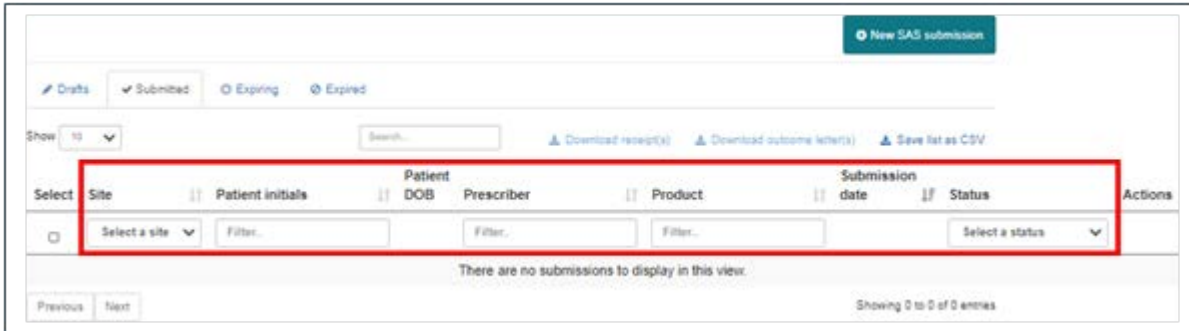 New SAS submission
Drafts Submitted Expiring Expired
Show 10 Search... Download receipt(s) Download outcome letter(s) Save list as CSV
Select Site Patient initials Patient DOB Prescriber Product Submission date Status Actions
Select a site Filter.. Filter.. Filter.. Select a status
There are no submissions to display in this view.
Previous Next Showing 0 to 0 of 0 entries